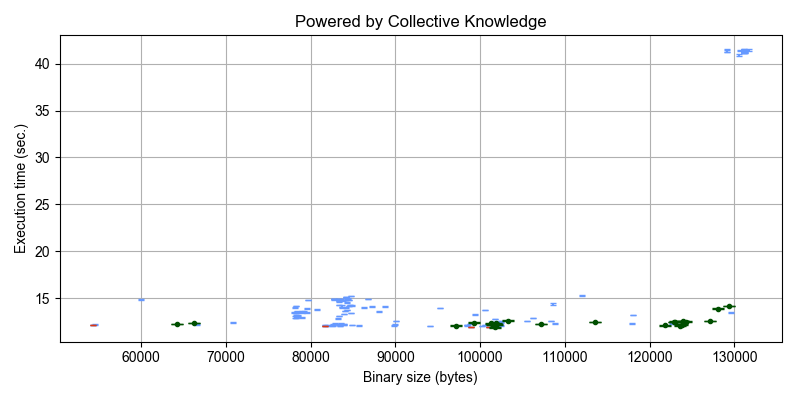 Powered by Collective Knowledge
Execution time (sec.)
40
35
30
25
20
15
60000 70000 80000 90000 100000 110000 120000 130000
Binary size (bytes)